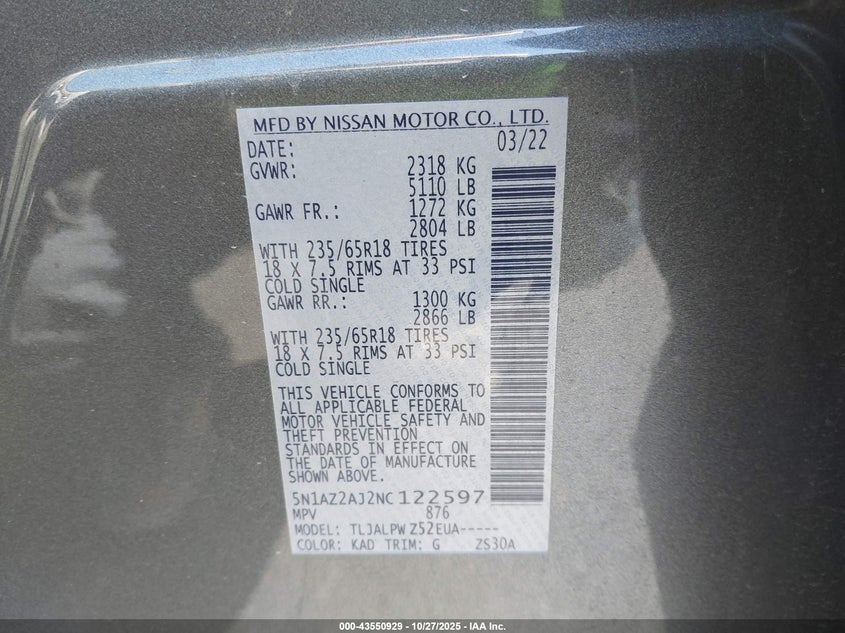 MFD BY NISSAN MOTOR CO., LTD.
DATE: 03/22
GVWR: 2318 KG
5110 LB
GAWR FR.: 1272 KG
2804 LB
WITH 235/65R18 TIRES
18 X 7.5 RIMS AT 33 PSI
COLD SINGLE
GAWR RR.: 1300 KG
2866 LB
WITH 235/65R18 TIRES
18 X 7.5 RIMS AT 33 PSI
COLD SINGLE
THIS VEHICLE CONFORMS TO
ALL APPLICABLE FEDERAL
MOTOR VEHICLE SAFETY AND
THEFT PREVENTION
STANDARDS IN EFFECT ON
THE DATE OF MANUFACTURE
SHOWN ABOVE.
5N1AZ2AJ2NC122597
MPV 876
MODEL: TLJALPW Z52EUA-----
COLOR: KAD TRIM: G ZS30A
000-43550929 - 10/27/2025 - IAA Inc.